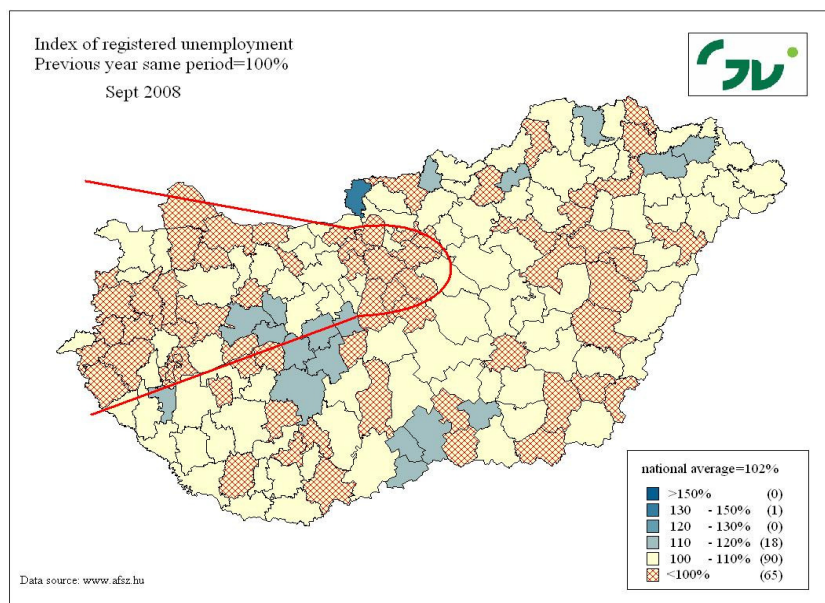 Index of registered unemployment
Previous year same period=100%
Sept 2008
national average=102%
>150% (0)
130 - 150% (1)
120 - 130% (0)
110 - 120% (18)
100 - 110% (90)
<100% (65)
Data source: www.afsz.hu